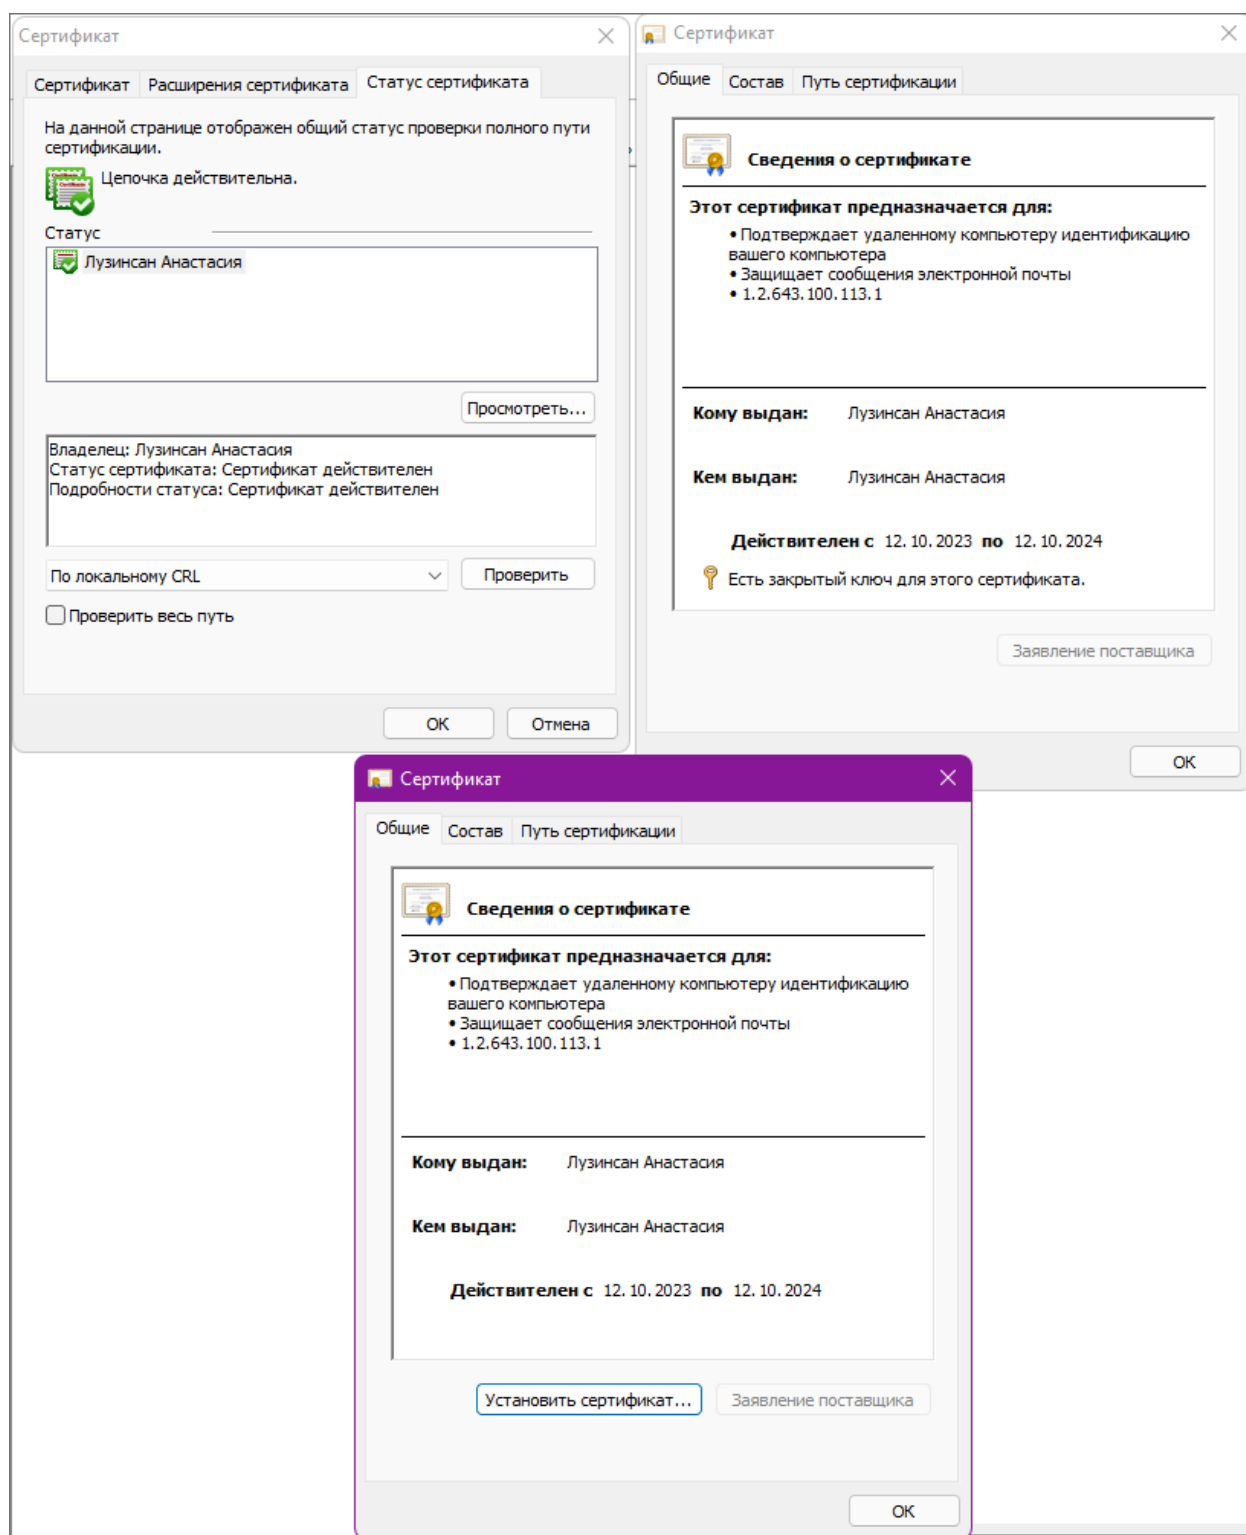 Сертификат
Сертификат Расширения сертификата Статус сертификата
На данной странице отображен общий статус проверки полного пути
сертификации.
Цепочка действительна.
Статус
Лузинсан Анастасия
Просмотреть...
Владелец: Лузинсан Анастасия
Статус сертификата: Сертификат действителен
Подробности статуса: Сертификат действителен
По локальному CRL
Проверить
Проверить весь путь
ОК Отмена
Сертификат
Общие Состав Путь сертификации
Сведения о сертификате
Этот сертификат предназначается для:
• Подтверждает удаленному компьютеру идентификацию
вашего компьютера
• Защищает сообщения электронной почты
• 1.2.643.100.113.1
Кому выдан: Лузинсан Анастасия
Кем выдан: Лузинсан Анастасия
Действителен с 12.10.2023 по 12.10.2024
Есть закрытый ключ для этого сертификата.
Заявление поставщика
ОК
Сертификат
Общие Состав Путь сертификации
Сведения о сертификате
Этот сертификат предназначается для:
• Подтверждает удаленному компьютеру идентификацию
вашего компьютера
• Защищает сообщения электронной почты
• 1.2.643.100.113.1
Кому выдан: Лузинсан Анастасия
Кем выдан: Лузинсан Анастасия
Действителен с 12.10.2023 по 12.10.2024
Установить сертификат... Заявление поставщика
ОК